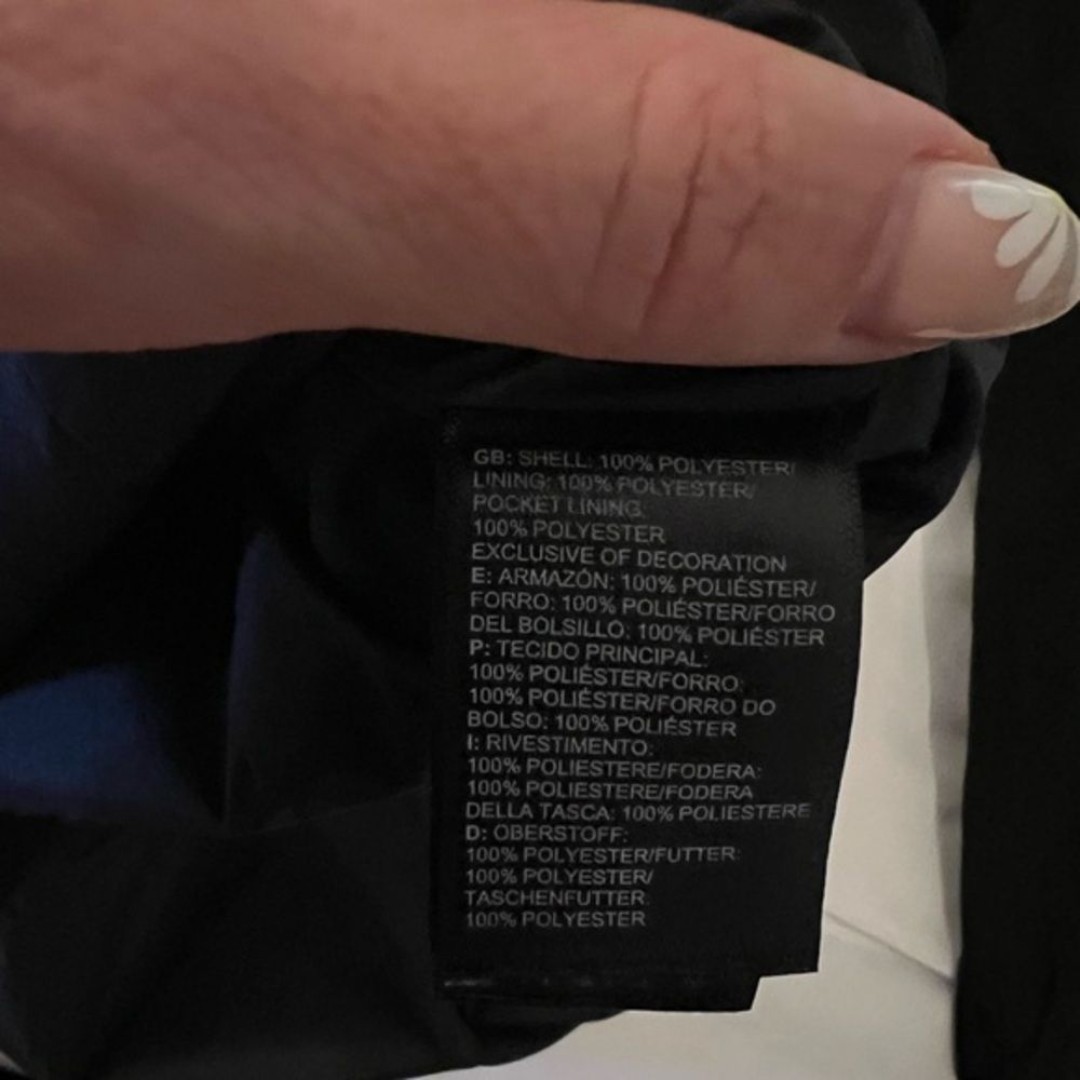 GB: SHELL: 100% POLYESTER/
LINING: 100% POLYESTER/
POCKET LINING:
100% POLYESTER
EXCLUSIVE OF DECORATION
E: ARMAZÓN: 100% POLIÉSTER/
FORRO: 100% POLIÉSTER/FORRO
DEL BOLSILLO: 100% POLIÉSTER
P: TECIDO PRINCIPAL:
100% POLIÉSTER/FORRO:
100% POLIÉSTER/FORRO DO
BOLSO: 100% POLIÉSTER
I: RIVESTIMENTO:
100% POLIESTERE/FODERA:
100% POLIESTERE/FODERA
DELLA TASCA: 100% POLIESTERE
D: OBERSTOFF:
100% POLYESTER/FUTTER:
100% POLYESTER/
TASCHENFUTTER:
100% POLYESTER